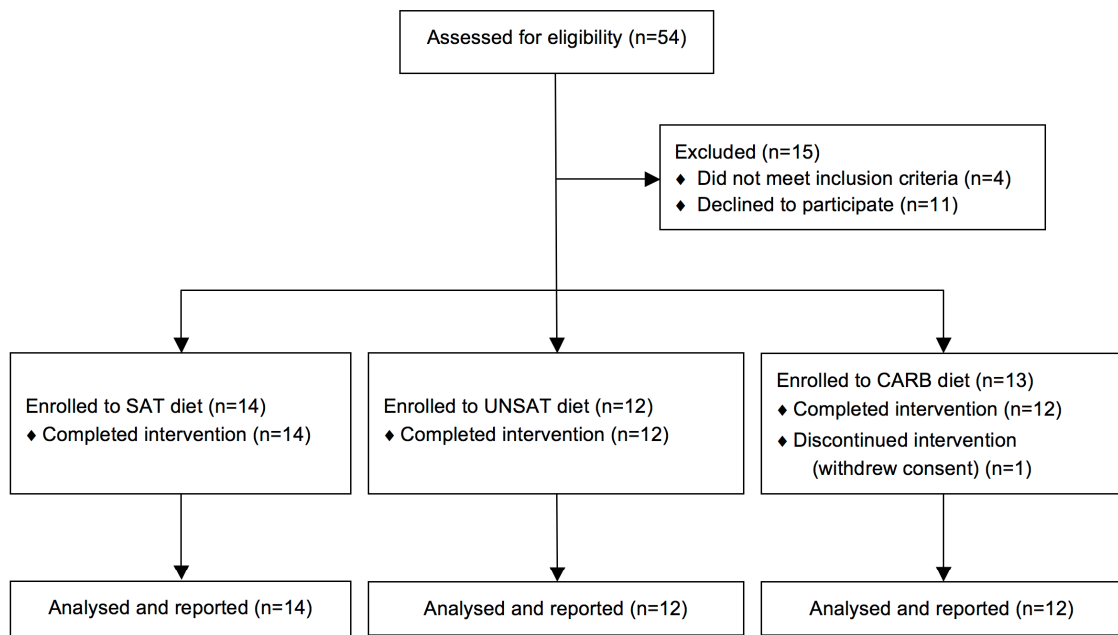 Assessed for eligibility (n=54)
Excluded (n=15)
♦ Did not meet inclusion criteria (n=4)
♦ Declined to participate (n=11)
Enrolled to SAT diet (n=14)
♦ Completed intervention (n=14)
Enrolled to UNSAT diet (n=12)
♦ Completed intervention (n=12)
Enrolled to CARB diet (n=13)
♦ Completed intervention (n=12)
♦ Discontinued intervention
(withdrew consent) (n=1)
Analysed and reported (n=14)
Analysed and reported (n=12)
Analysed and reported (n=12)